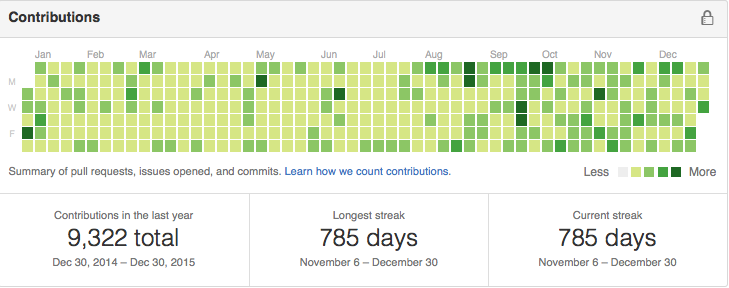 Contributions
Jan Feb Mar Apr May Jun Jul Aug Sep Oct Nov Dec
M
W
F
Summary of pull requests, issues opened, and commits. Learn how we count contributions. Less More
Contributions in the last year
9,322 total
Dec 30, 2014 – Dec 30, 2015
Longest streak
785 days
November 6 – December 30
Current streak
785 days
November 6 – December 30